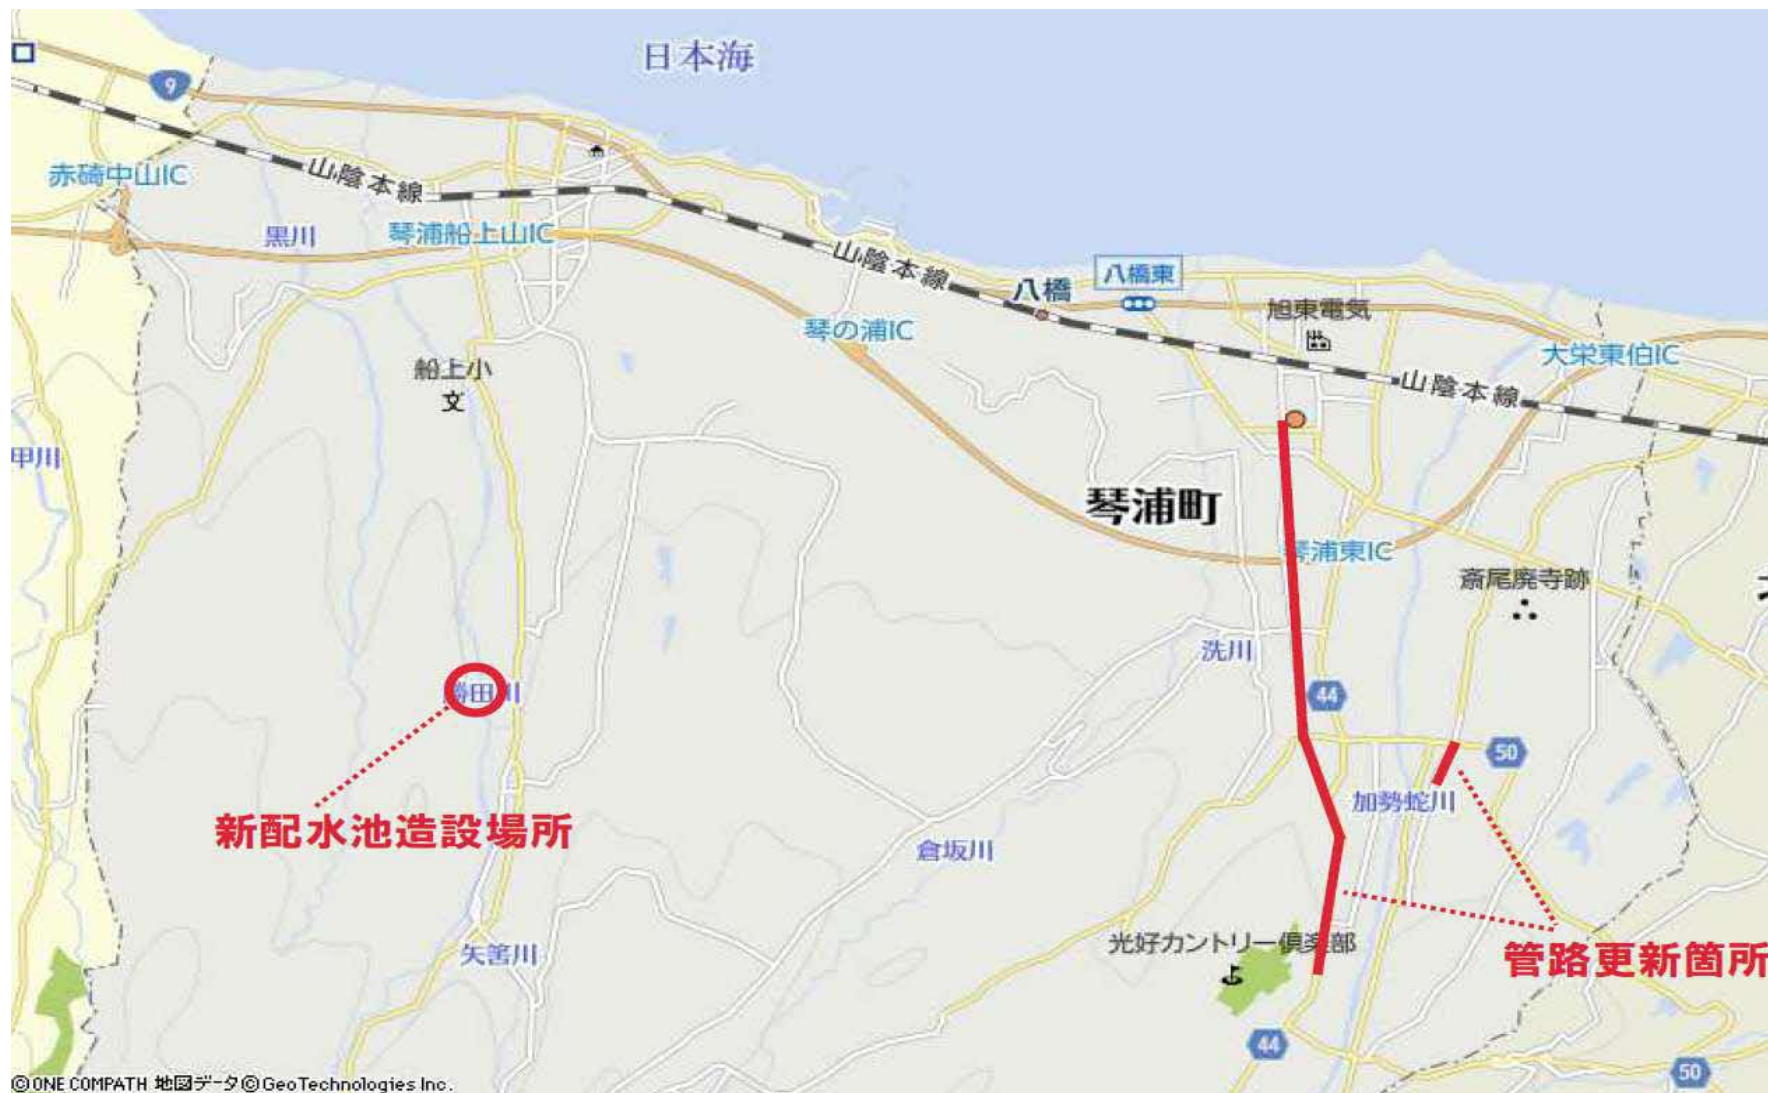 日本海
9
赤碕中山IC
山陰本線
黒川
琴浦船上山IC
山陰本線
八橋
八橋東
琴の浦IC
旭東電気
大栄東伯IC
山陰本線
船上小
文
甲川
琴浦町
琴浦東IC
斎尾廃寺跡
洗川
勝田川
44
50
新配水池造設場所
加勢蛇川
倉坂川
矢筈川
光好カントリー倶楽部
管路更新箇所
44
50
©ONE COMPATH 地図データ©GeoTechnologies Inc.